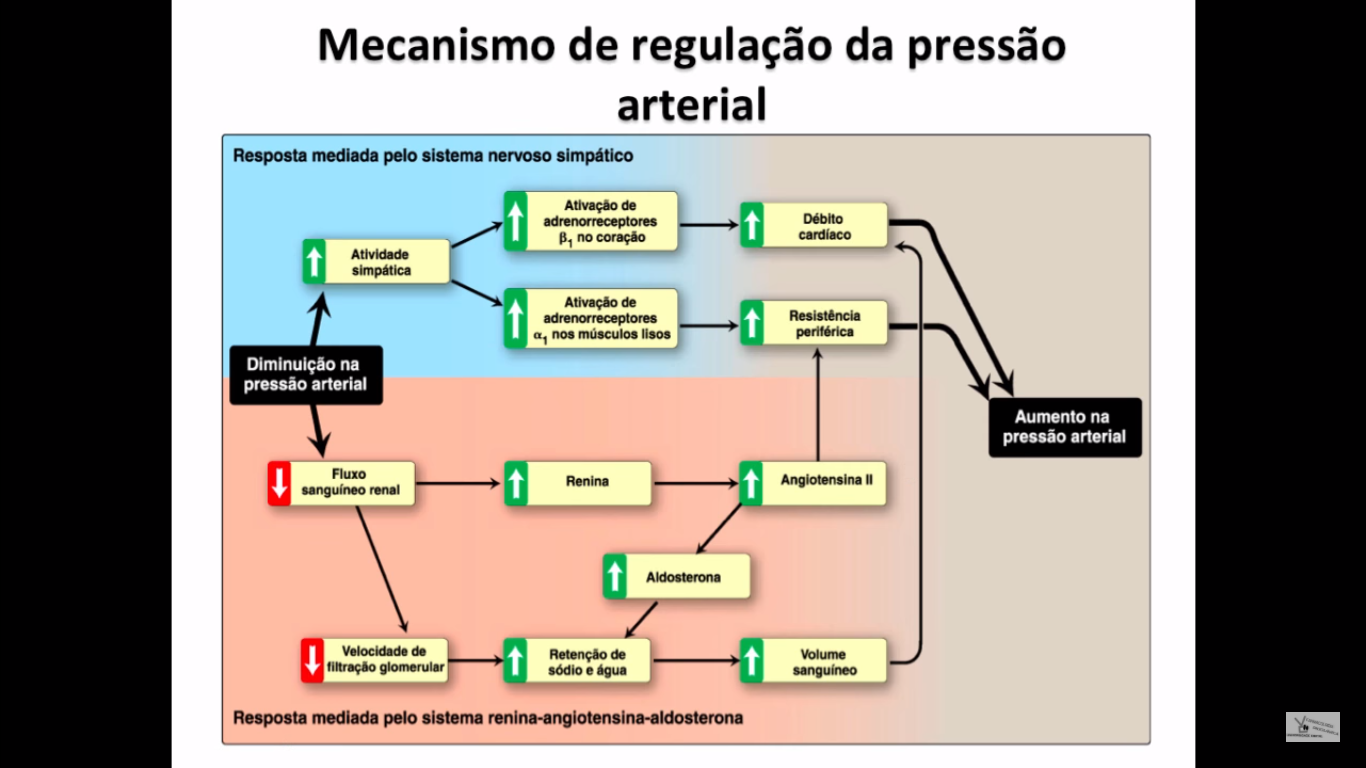 Mecanismo de regulação da pressão
arterial
Resposta mediada pelo sistema nervoso simpático
Ativação de
adrenorreceptores
β1 no coração
Débito
cardíaco
Atividade
simpática
Ativação de
adrenorreceptores
α1 nos músculos lisos
Resistência
periférica
Diminuição na
pressão arterial
Aumento na
pressão arterial
Fluxo
sanguíneo renal
Renina
Angiotensina II
Aldosterona
Velocidade de
filtração glomerular
Retenção de
sódio e água
Volume
sanguíneo
Resposta mediada pelo sistema renina-angiotensina-aldosterona